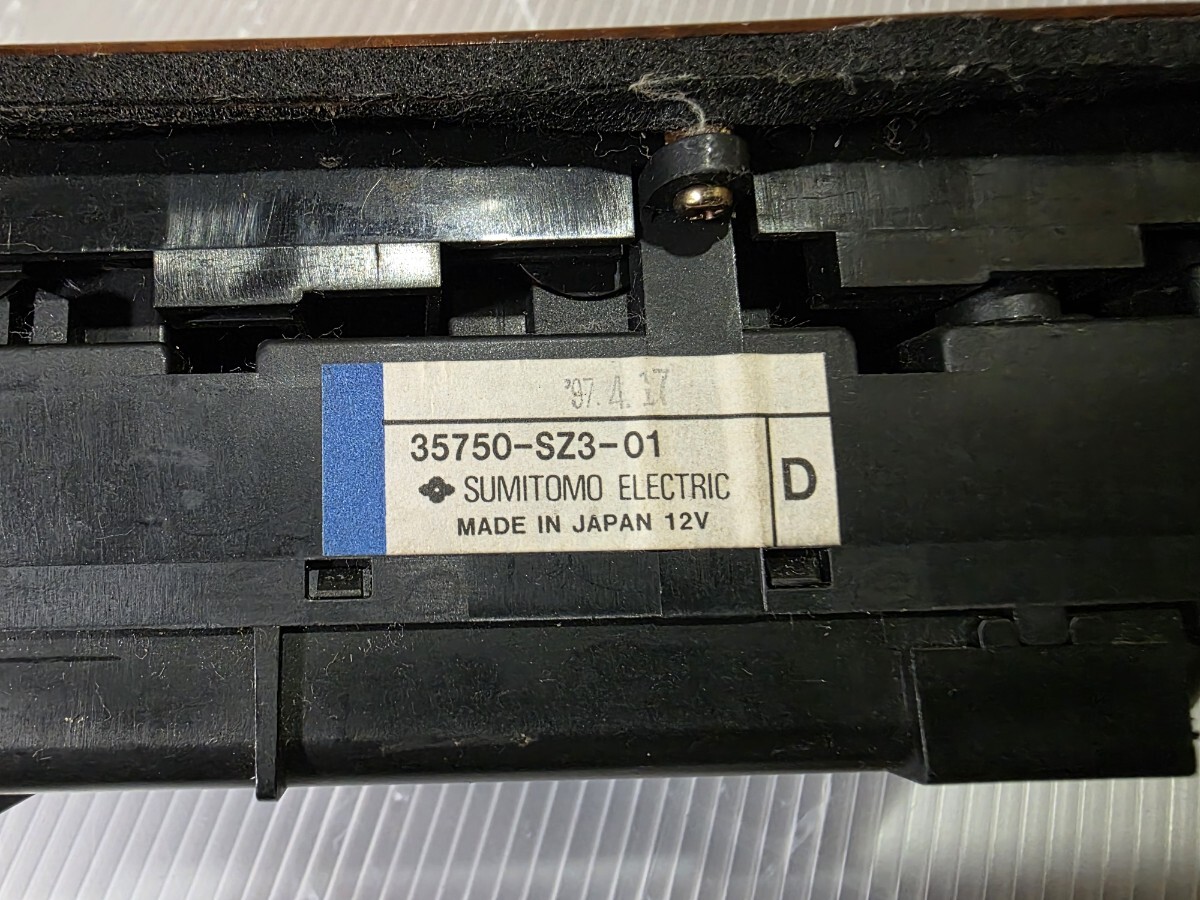 '97.4.17
35750-SZ3-01
SUMITOMO ELECTRIC
MADE IN JAPAN 12V
D